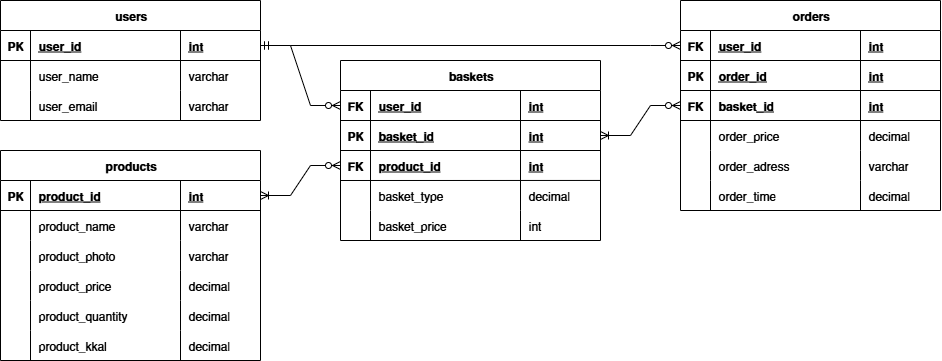 users
PK user_id int
user_name varchar
user_email varchar
products
PK product_id int
product_name varchar
product_photo varchar
product_price decimal
product_quantity decimal
product_kkal decimal
baskets
FK user_id int
PK basket_id int
FK product_id int
basket_type decimal
basket_price int
orders
FK user_id int
PK order_id int
FK basket_id int
order_price decimal
order_adress varchar
order_time decimal